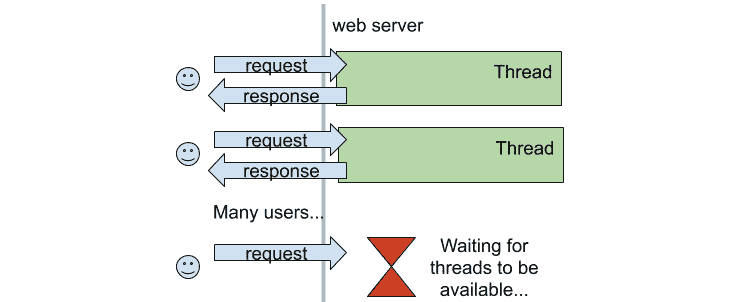 web server
request
Thread
response
request
Thread
response
Many users...
request
Waiting for
threads to be
available...